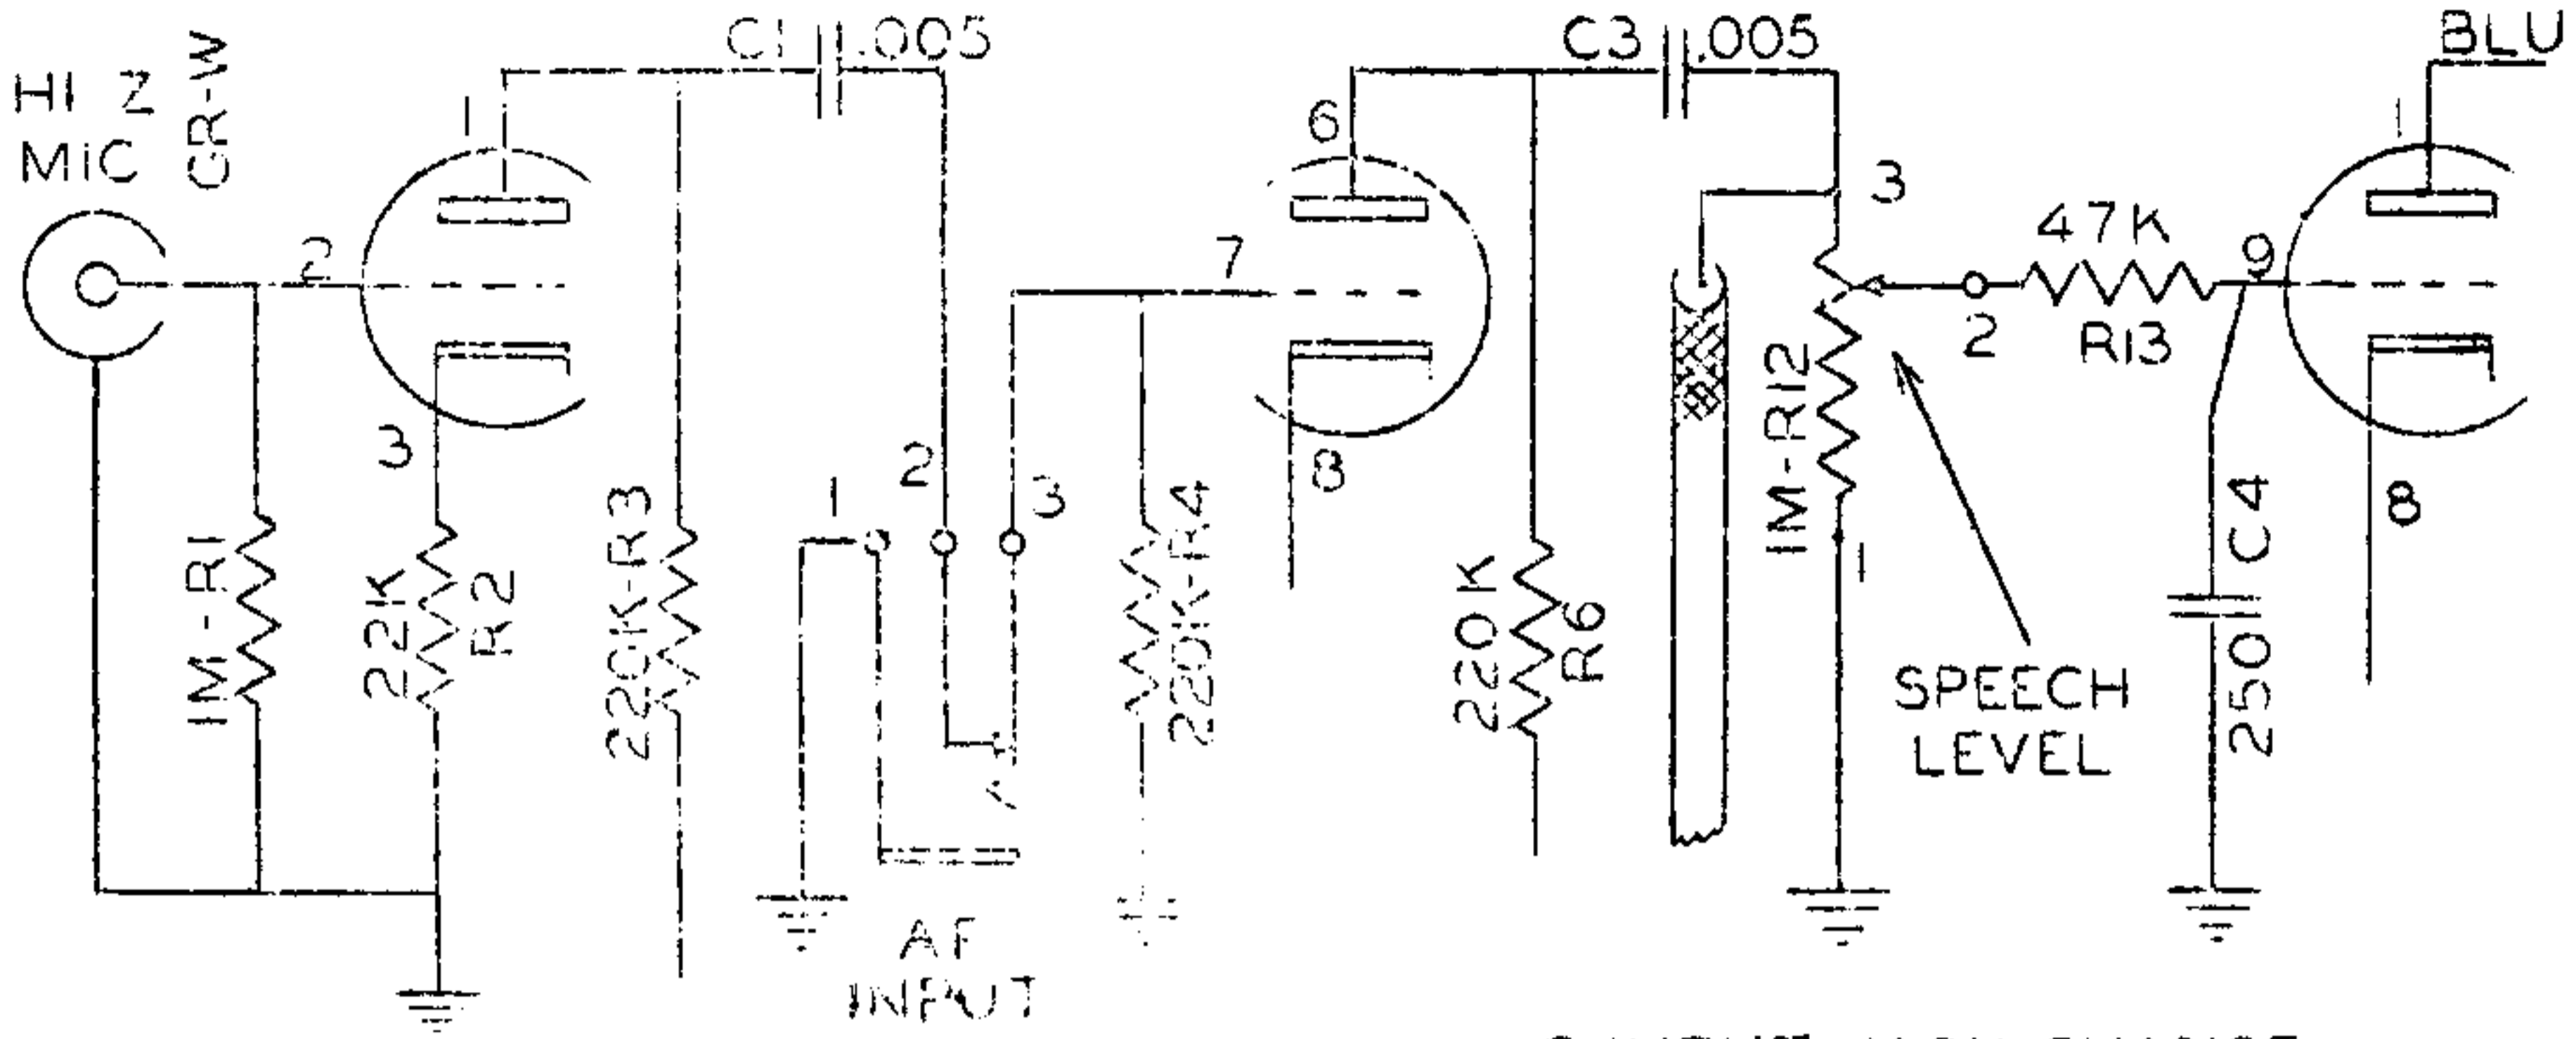 HI Z
MiC
GR-W
C1 .005
C3 .005
BLU
1
2
3
1M-R1
22K
R2
220K-R3
1
2
3
AF
INPUT
220K-R4
6
7
8
220K
R6
3
1M-R12
1
2
47K
R13
SPEECH
LEVEL
9
C4
250
1
8